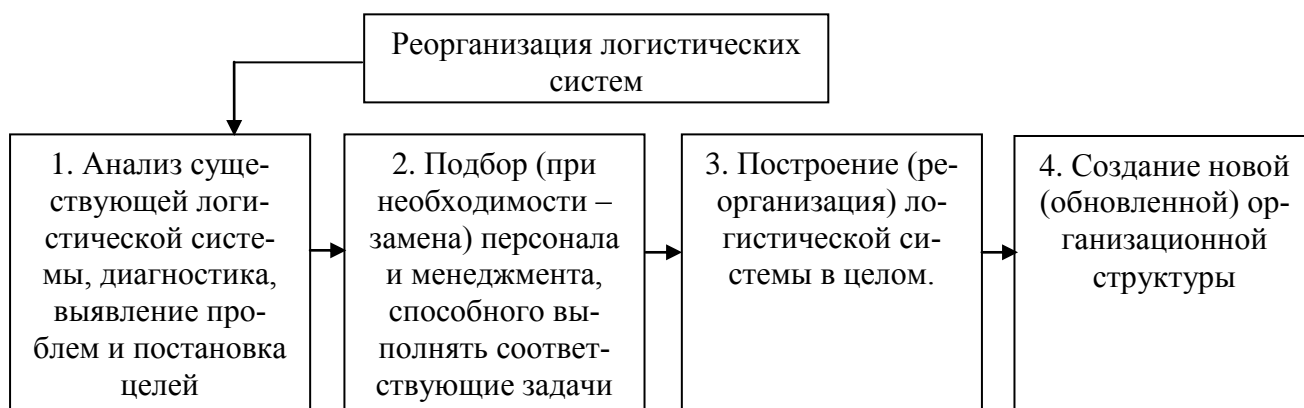 Реорганизация логистических
систем
1. Анализ суще-
ствующей логи-
стической систе-
мы, диагностика,
выявление про-
блем и постановка
целей
2. Подбор (при
необходимости –
замена) персонала
и менеджмента,
способного вы-
полнять соответ-
ствующие задачи
3. Построение (ре-
организация) ло-
гистической си-
стемы в целом.
4. Создание новой
(обновленной) ор-
ганизационной
структуры